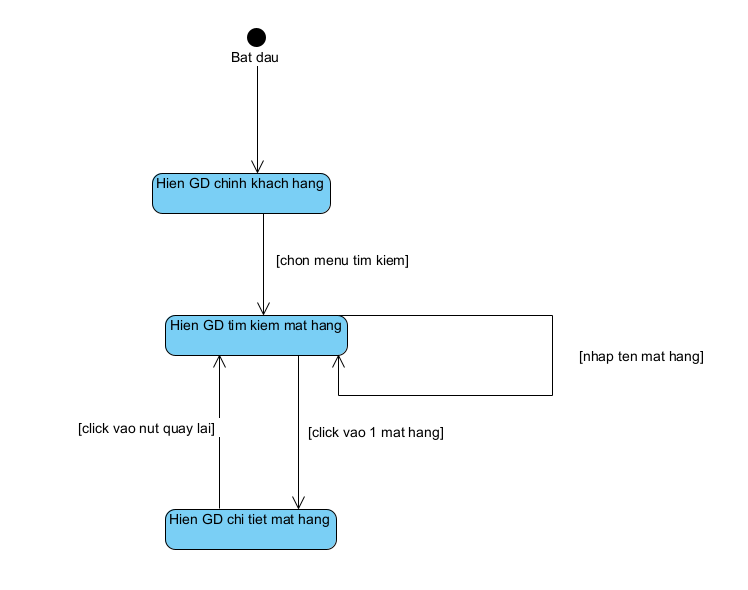 Bat dau
Hien GD chinh khach hang
[chon menu tim kiem]
Hien GD tim kiem mat hang
[nhap ten mat hang]
[click vao nut quay lai]
[click vao 1 mat hang]
Hien GD chi tiet mat hang